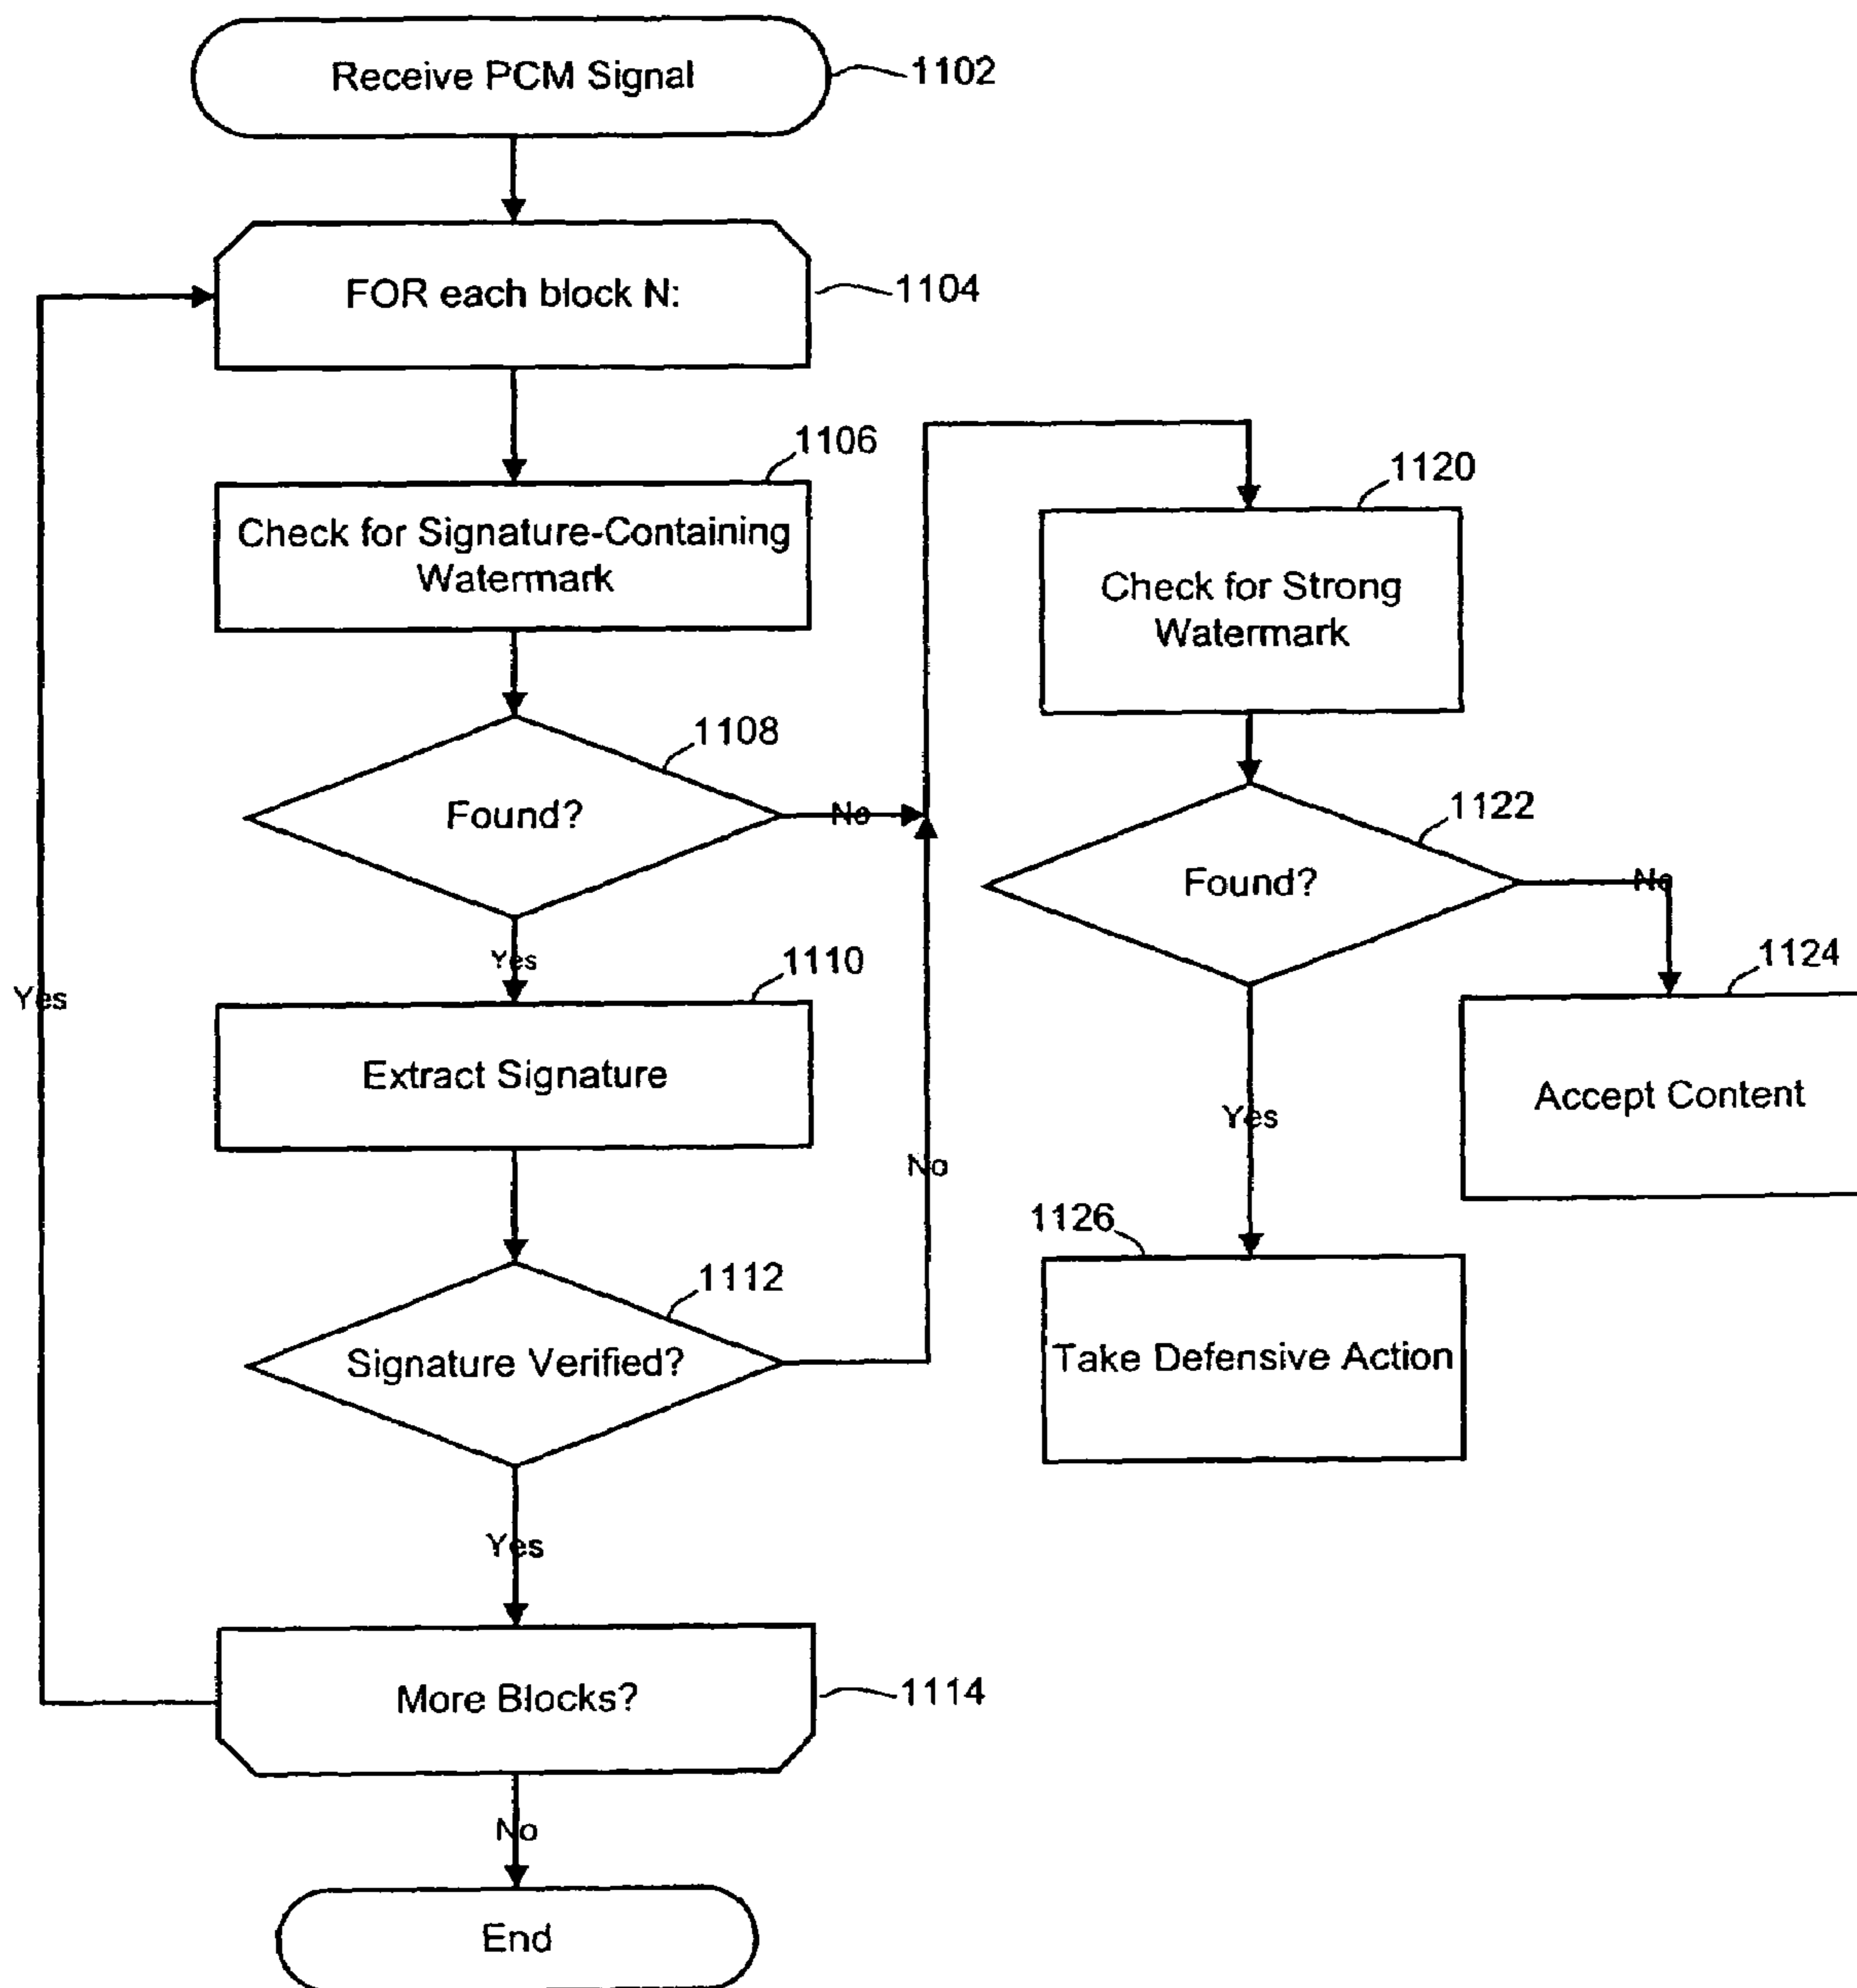 Receive PCM Signal
1102
FOR each block N:
1104
1106
Check for Signature-Containing
Watermark
1108
Found?
No
Yes
1110
Extract Signature
1112
Signature Verified?
No
Yes
More Blocks?
1114
Yes
No
End
1120
Check for Strong
Watermark
1122
Found?
No
1124
Accept Content
Yes
1126
Take Defensive Action